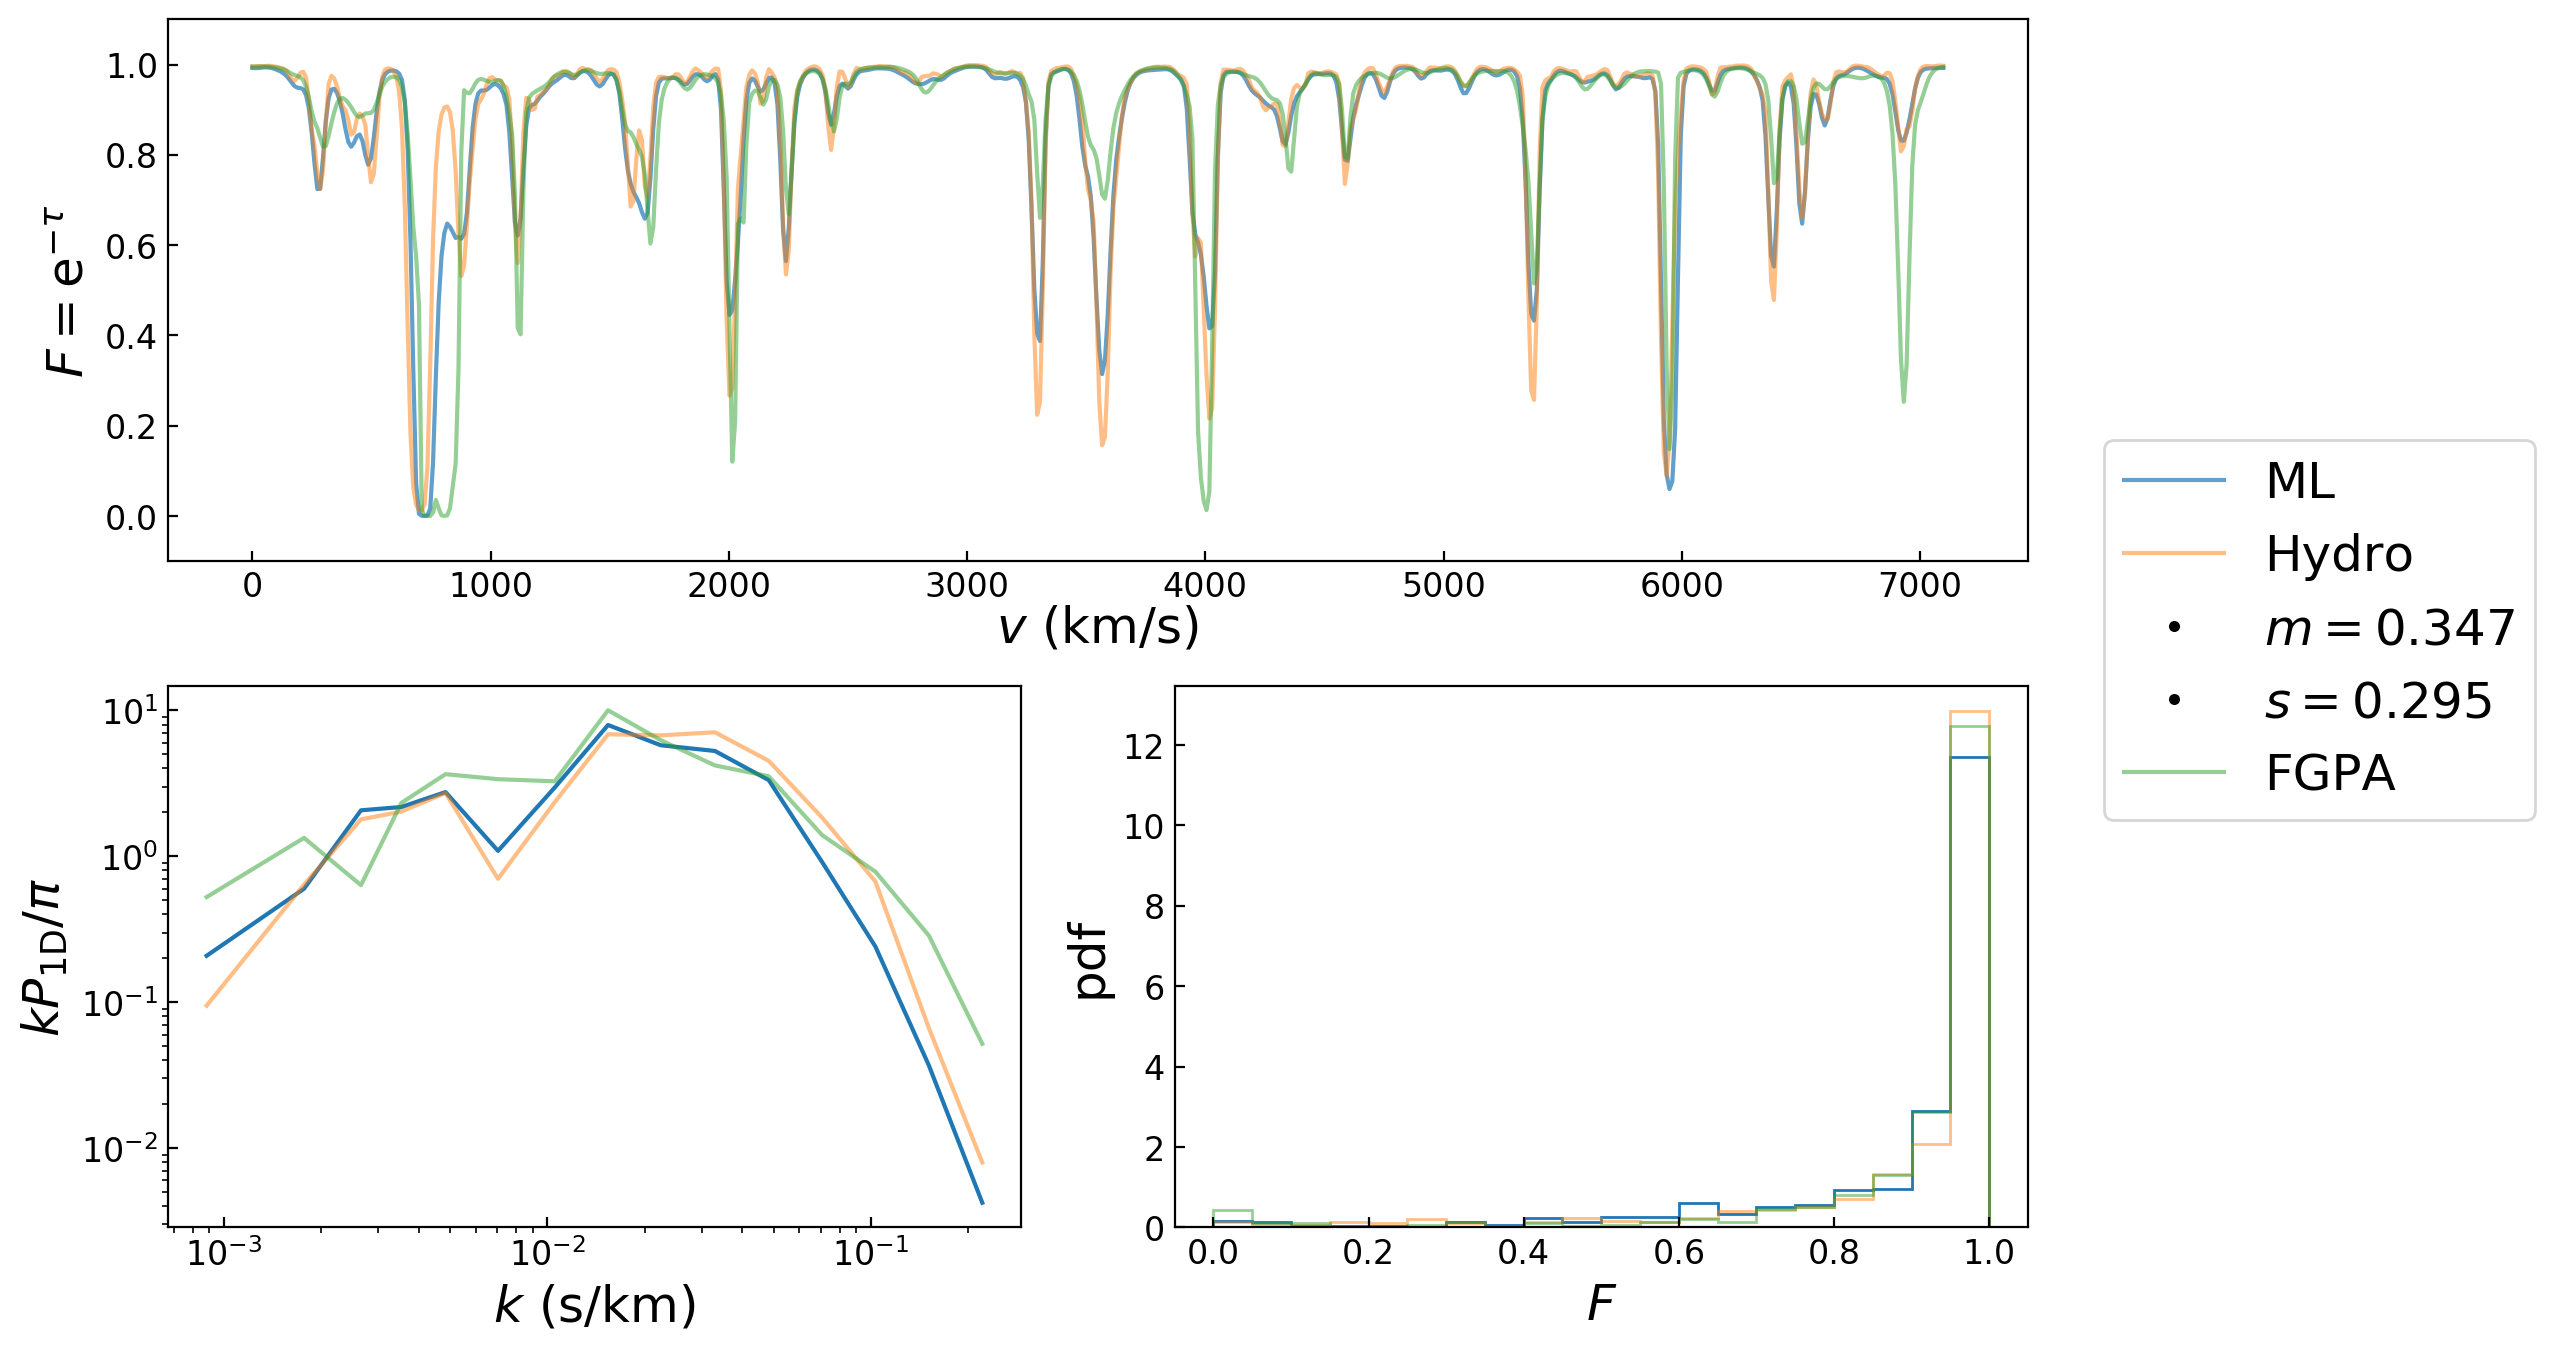 1.0
0.8
0.6
0.4
0.2
0.0
F = e^{−τ}
0 1000 2000 3000 4000 5000 6000 7000
v (km/s)
ML
Hydro
m = 0.347
s = 0.295
FGPA
10^1
10^0
10^{−1}
10^{−2}
kP_{1D}/π
10^{−3} 10^{−2} 10^{−1}
k (s/km)
12
10
8
6
4
2
0
pdf
0.0 0.2 0.4 0.6 0.8 1.0
F